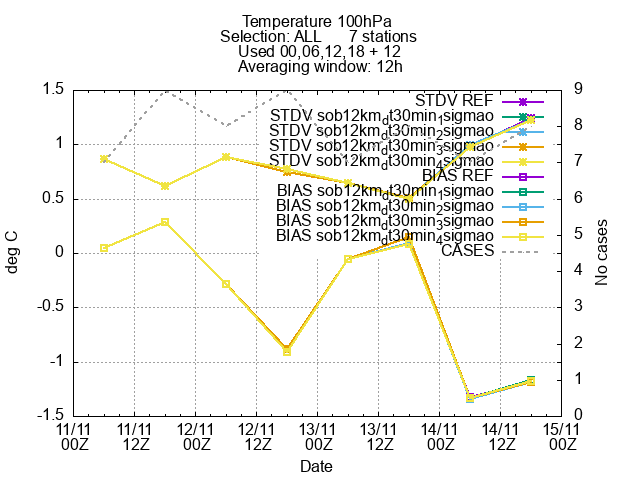 Temperature 100hPa
Selection: ALL 7 stations
Used 00,06,12,18 + 12
Averaging window: 12h
STDV REF
STDV sob12km_dt30min_1sigmao
STDV sob12km_dt30min_2sigmao
STDV sob12km_dt30min_3sigmao
STDV sob12km_dt30min_4sigmao
BIAS REF
BIAS sob12km_dt30min_1sigmao
BIAS sob12km_dt30min_2sigmao
BIAS sob12km_dt30min_3sigmao
BIAS sob12km_dt30min_4sigmao
CASES
deg C
1.5
1
0.5
0
-0.5
-1
-1.5
No cases
9
8
7
6
5
4
3
2
1
0
11/11 11/11 12/11 12/11 13/11 13/11 14/11 14/11 15/11
00Z 12Z 00Z 12Z 00Z 12Z 00Z 12Z 00Z
Date